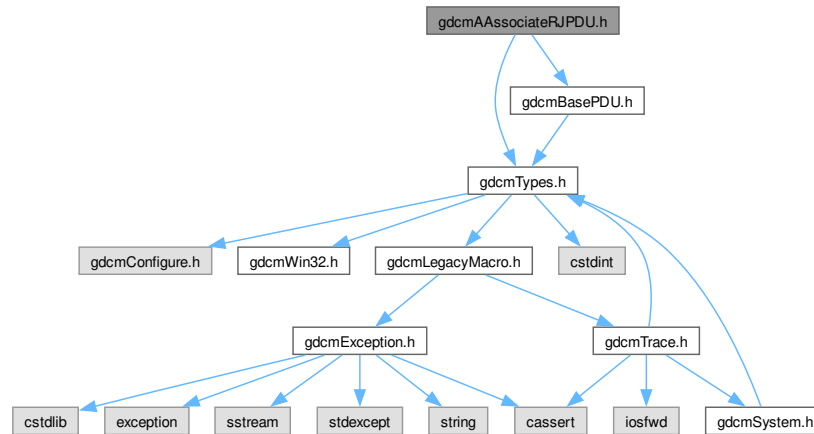 gdcmAAssociateRJPDU.h
gdcmBasePDU.h
gdcmTypes.h
gdcmConfigure.h
gdcmWin32.h
gdcmLegacyMacro.h
cstdint
gdcmException.h
gdcmTrace.h
cstdlib
exception
sstream
stdexcept
string
cassert
iosfwd
gdcmSystem.h